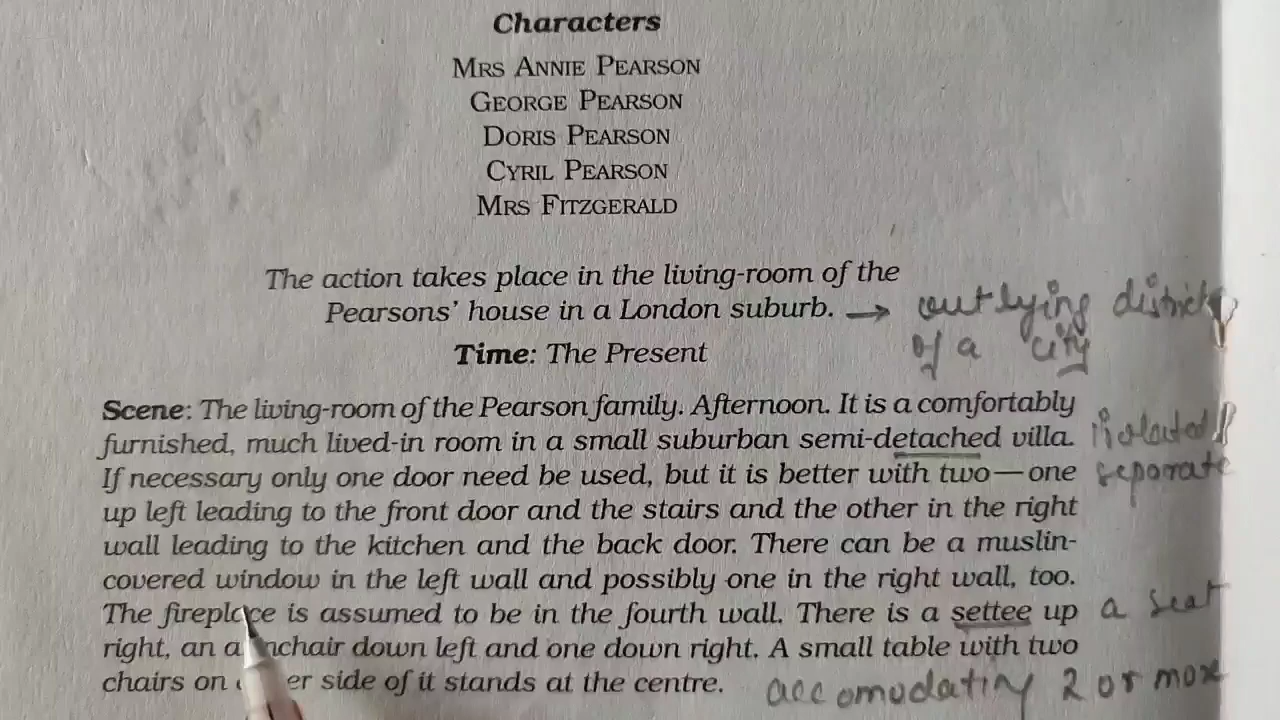 Characters
MRS ANNIE PEARSON
GEORGE PEARSON
DORIS PEARSON
CYRIL PEARSON
MRS FITZGERALD
The action takes place in the living-room of the
Pearsons' house in a London suburb. → outlying district
of a city
Time: The Present
Scene: The living-room of the Pearson family. Afternoon. It is a comfortably
furnished, much lived-in room in a small suburban semi-detached villa. isolated/
If necessary only one door need be used, but it is better with two—one separate
up left leading to the front door and the stairs and the other in the right
wall leading to the kitchen and the back door. There can be a muslin-
covered window in the left wall and possibly one in the right wall, too.
The fireplace is assumed to be in the fourth wall. There is a settee up a seat
right, an a nchair down left and one down right. A small table with two
chairs on er side of it stands at the centre. accomodating 2 or more